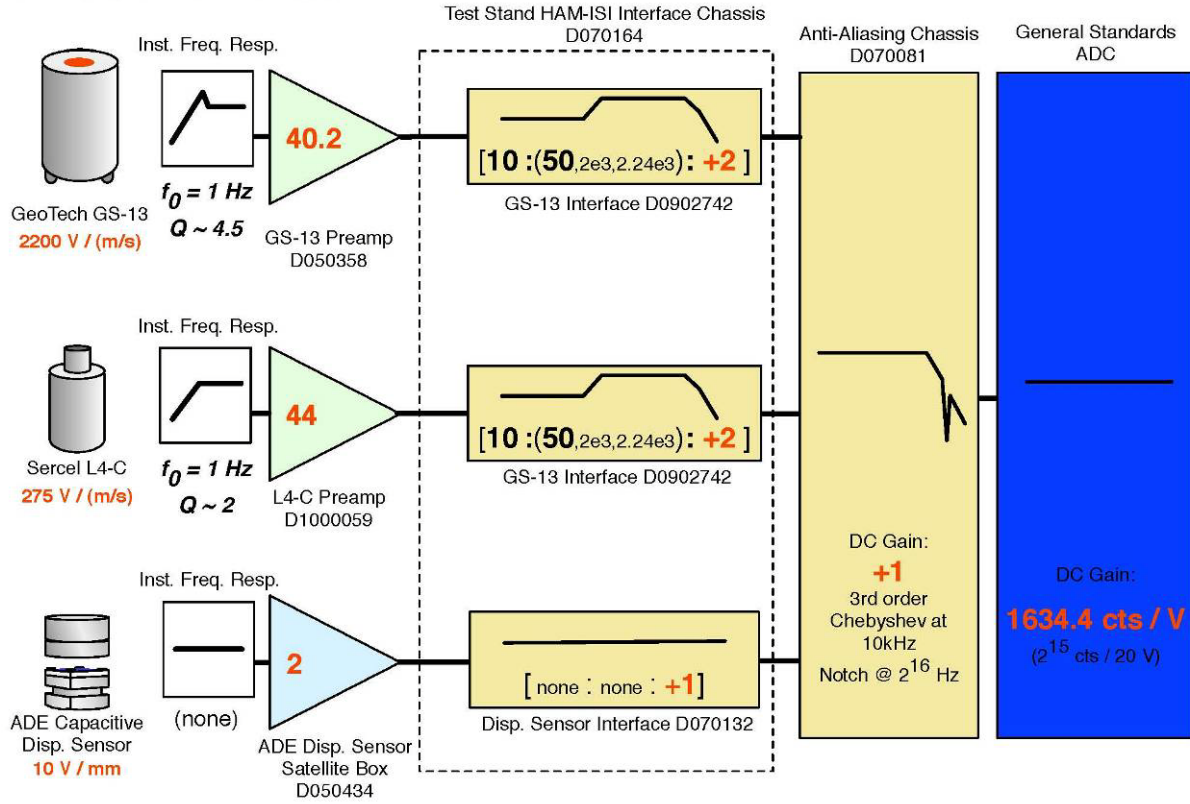 Test Stand HAM-ISI Interface Chassis
D070164
Anti-Aliasing Chassis
D070081
General Standards
ADC
Inst. Freq. Resp.
40.2
[10 :(50,2e3,2.24e3): +2 ]
f0 = 1 Hz
Q ~ 4.5
GeoTech GS-13
2200 V / (m/s)
GS-13 Preamp
D050358
GS-13 Interface D0902742
Inst. Freq. Resp.
44
[10 :(50,2e3,2.24e3): +2 ]
f0 = 1 Hz
Q ~ 2
Sercel L4-C
275 V / (m/s)
L4-C Preamp
D1000059
GS-13 Interface D0902742
Inst. Freq. Resp.
2
[ none : none : +1]
(none)
ADE Capacitive
Disp. Sensor
10 V / mm
ADE Disp. Sensor
Satellite Box
D050434
Disp. Sensor Interface D070132
DC Gain:
+1
3rd order
Chebyshev at
10kHz
Notch @ 2^16 Hz
DC Gain:
1634.4 cts / V
(2^15 cts / 20 V)